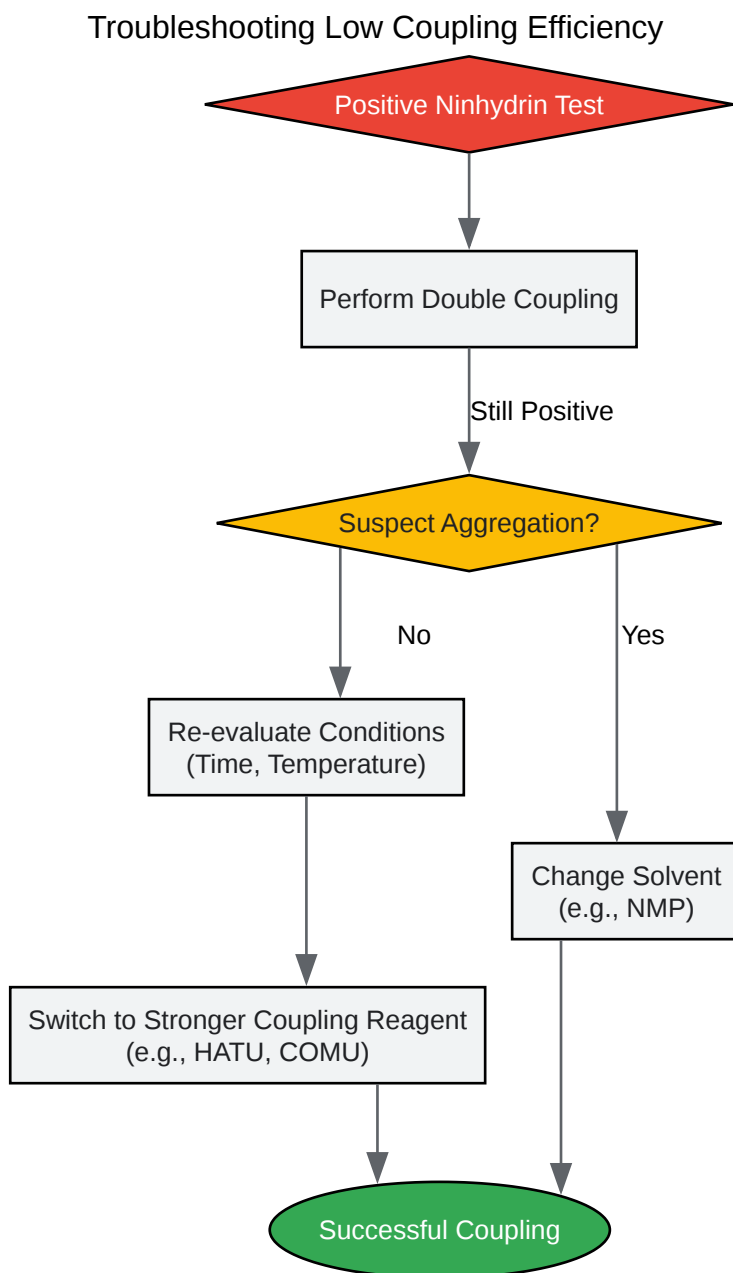 Troubleshooting Low Coupling Efficiency
Positive Ninhydrin Test
Perform Double Coupling
Still Positive
Suspect Aggregation?
No
Yes
Re-evaluate Conditions
(Time, Temperature)
Change Solvent
(e.g., NMP)
Switch to Stronger Coupling Reagent
(e.g., HATU, COMU)
Successful Coupling